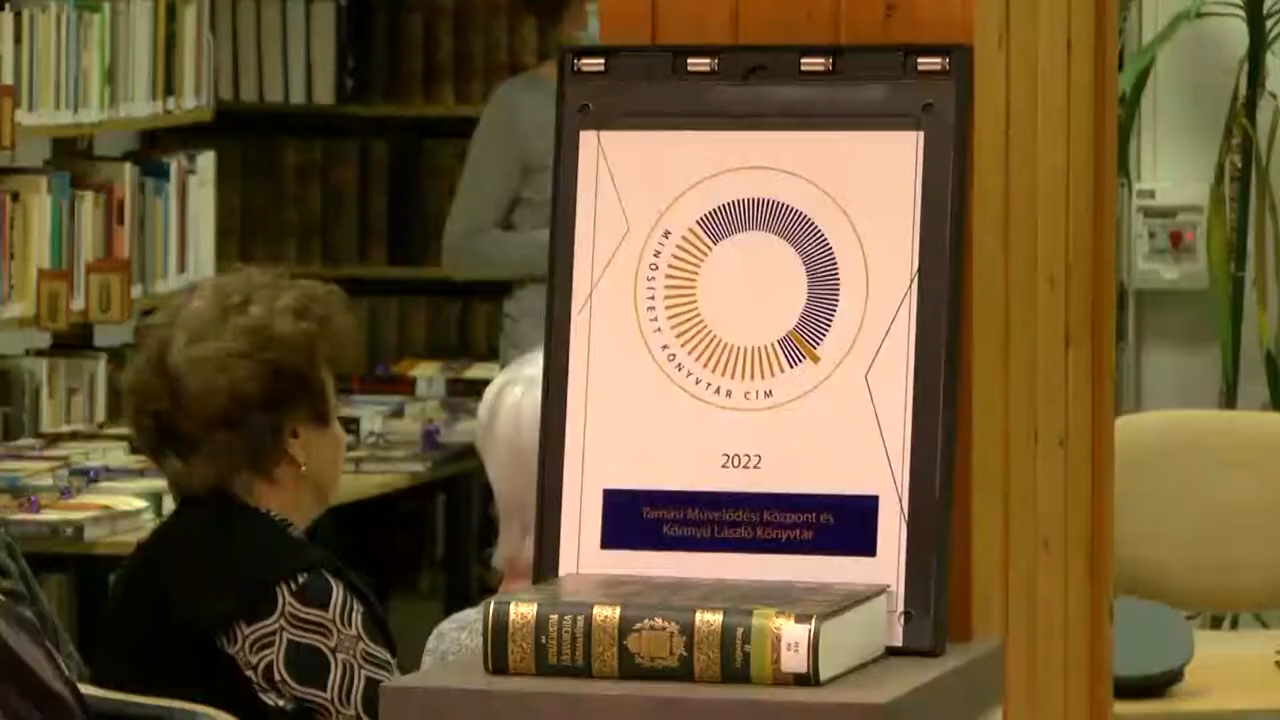 MINŐSÍTETT KÖNYVTÁR CÍM
2022
Tamási Művelődési Központ és
Könnyű László Könyvtár